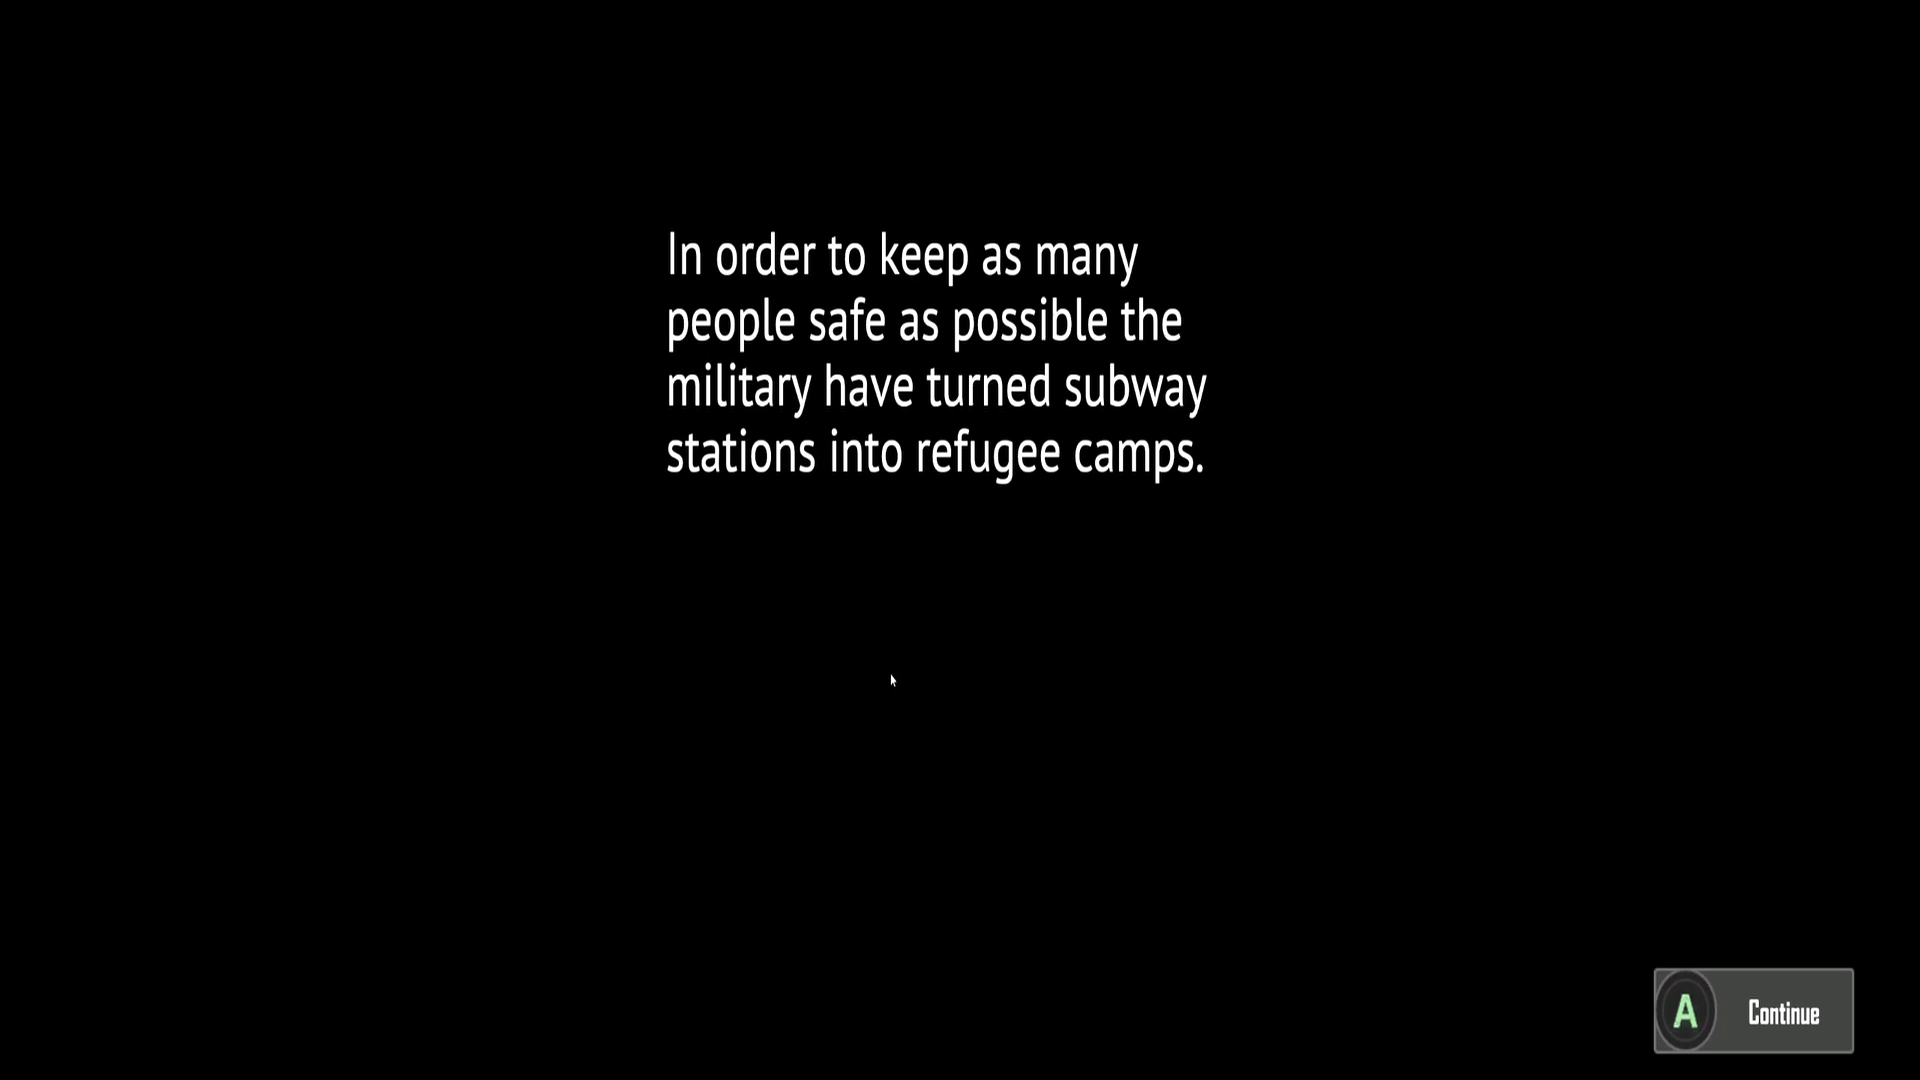 In order to keep as many
people safe as possible the
military have turned subway
stations into refugee camps.
A Continue